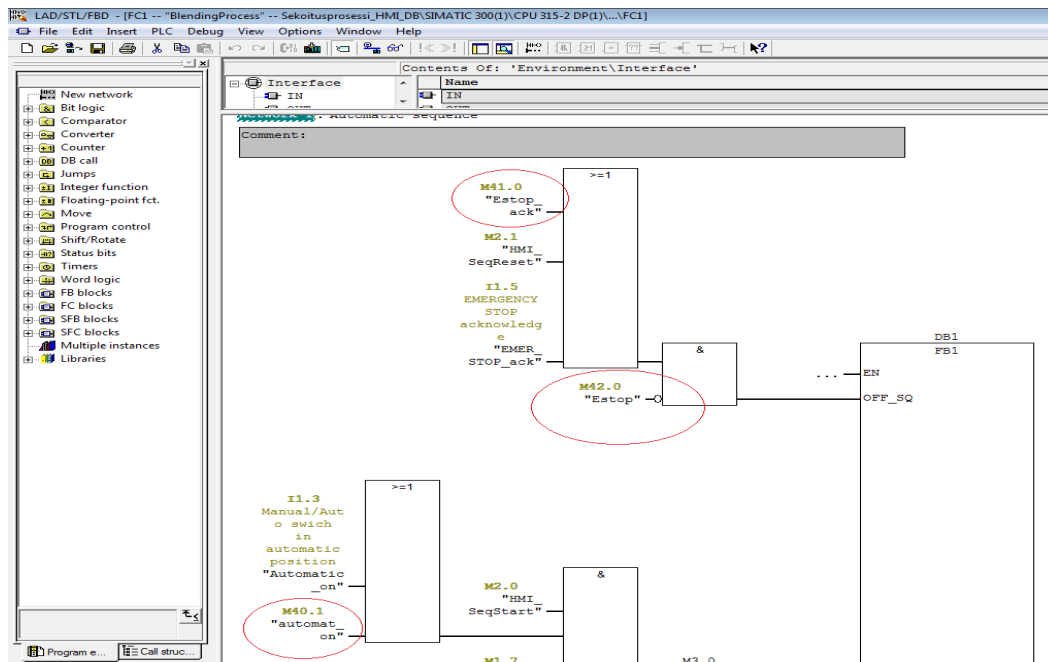 LAD/STL/FBD - [FC1 -- "BlendingProcess" -- Sekoitusprosessi_HMI_DB\SIMATIC 300(1)\CPU 315-2 DP(1)\...\FC1]
File Edit Insert PLC Debug View Options Window Help
Contents Of: 'Environment\Interface'
Interface
IN
Name
IN
New network
Bit logic
Comparator
Converter
Counter
DB call
Jumps
Integer function
Floating-point fct.
Move
Program control
Shift/Rotate
Status bits
Timers
Word logic
FB blocks
FC blocks
SFB blocks
SFC blocks
Multiple instances
Libraries
Program e...
Call struc...
: Automatic sequence
Comment:
>=1
M41.0
"Estop_
ack"
M2.1
"HMI_
SeqReset"
I1.5
EMERGENCY
STOP
acknowledg
e
"EMER_
STOP_ack"
&
M42.0
"Estop"
DB1
FB1
...
EN
OFF_SQ
>=1
I1.3
Manual/Aut
o swich
in
automatic
position
"Automatic
_on"
M40.1
"automat_
on"
&
M2.0
"HMI_
SeqStart"
M1.7
M3.0